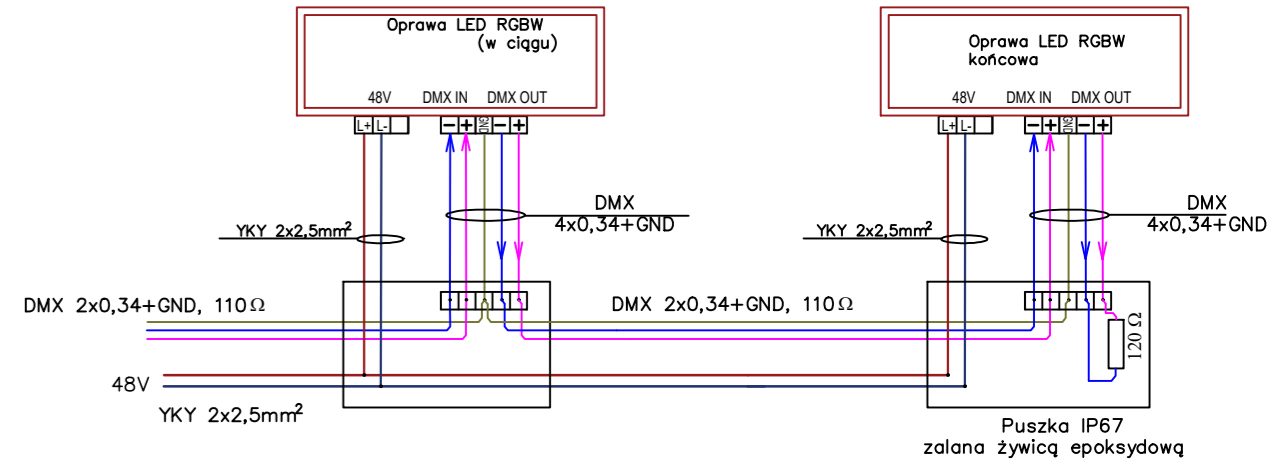 Oprawa LED RGBW
(w ciągu)
48V DMX IN DMX OUT
L+ L- − + GND − +
Oprawa LED RGBW
końcowa
48V DMX IN DMX OUT
L+ L- − + GND − +
DMX
4x0,34+GND
YKY 2x2,5mm²
DMX
4x0,34+GND
YKY 2x2,5mm²
DMX 2x0,34+GND, 110Ω
DMX 2x0,34+GND, 110Ω
120 Ω
48V
YKY 2x2,5mm²
Puszka IP67
zalana żywicą epoksydową